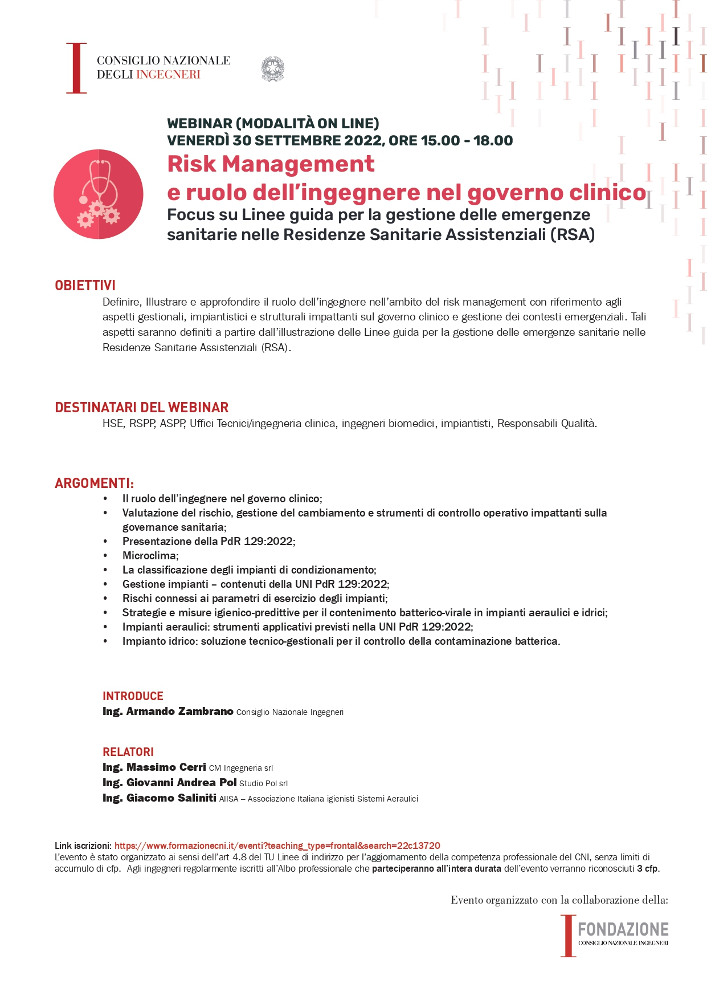 CONSIGLIO NAZIONALE
DEGLI INGEGNERI
WEBINAR (MODALITÀ ON LINE)
VENERDÌ 30 SETTEMBRE 2022, ORE 15.00 - 18.00
Risk Management
e ruolo dell'ingegnere nel governo clinico
Focus su Linee guida per la gestione delle emergenze
sanitarie nelle Residenze Sanitarie Assistenziali (RSA)
OBIETTIVI
Definire, Illustrare e approfondire il ruolo dell'ingegnere nell'ambito del risk management con riferimento agli
aspetti gestionali, impiantistici e strutturali impattanti sul governo clinico e gestione dei contesti emergenziali. Tali
aspetti saranno definiti a partire dall'illustrazione delle Linee guida per la gestione delle emergenze sanitarie nelle
Residenze Sanitarie Assistenziali (RSA).
DESTINATARI DEL WEBINAR
HSE, RSPP, ASPP, Uffici Tecnici/ingegneria clinica, ingegneri biomedici, impiantisti, Responsabili Qualità.
ARGOMENTI:
• Il ruolo dell'ingegnere nel governo clinico;
• Valutazione del rischio, gestione del cambiamento e strumenti di controllo operativo impattanti sulla
governance sanitaria;
• Presentazione della PdR 129:2022;
• Microclima;
• La classificazione degli impianti di condizionamento;
• Gestione impianti – contenuti della UNI PdR 129:2022;
• Rischi connessi ai parametri di esercizio degli impianti;
• Strategie e misure igienico-predittive per il contenimento batterico-virale in impianti aeraulici e idrici;
• Impianti aeraulici: strumenti applicativi previsti nella UNI PdR 129:2022;
• Impianto idrico: soluzione tecnico-gestionali per il controllo della contaminazione batterica.
INTRODUCE
Ing. Armando Zambrano Consiglio Nazionale Ingegneri
RELATORI
Ing. Massimo Cerri CM Ingegneria srl
Ing. Giovanni Andrea Pol Studio Pol srl
Ing. Giacomo Saliniti AIISA – Associazione Italiana igienisti Sistemi Aeraulici
Link iscrizioni: https://www.formazionecni.it/eventi?teaching_type=frontal&search=22c13720
L'evento è stato organizzato ai sensi dell'art 4.8 del TU Linee di indirizzo per l'aggiornamento della competenza professionale del CNI, senza limiti di
accumulo di cfp. Agli ingegneri regolarmente iscritti all'Albo professionale che parteciperanno all'intera durata dell'evento verranno riconosciuti 3 cfp.
Evento organizzato con la collaborazione della:
FONDAZIONE
CONSIGLIO NAZIONALE INGEGNERI